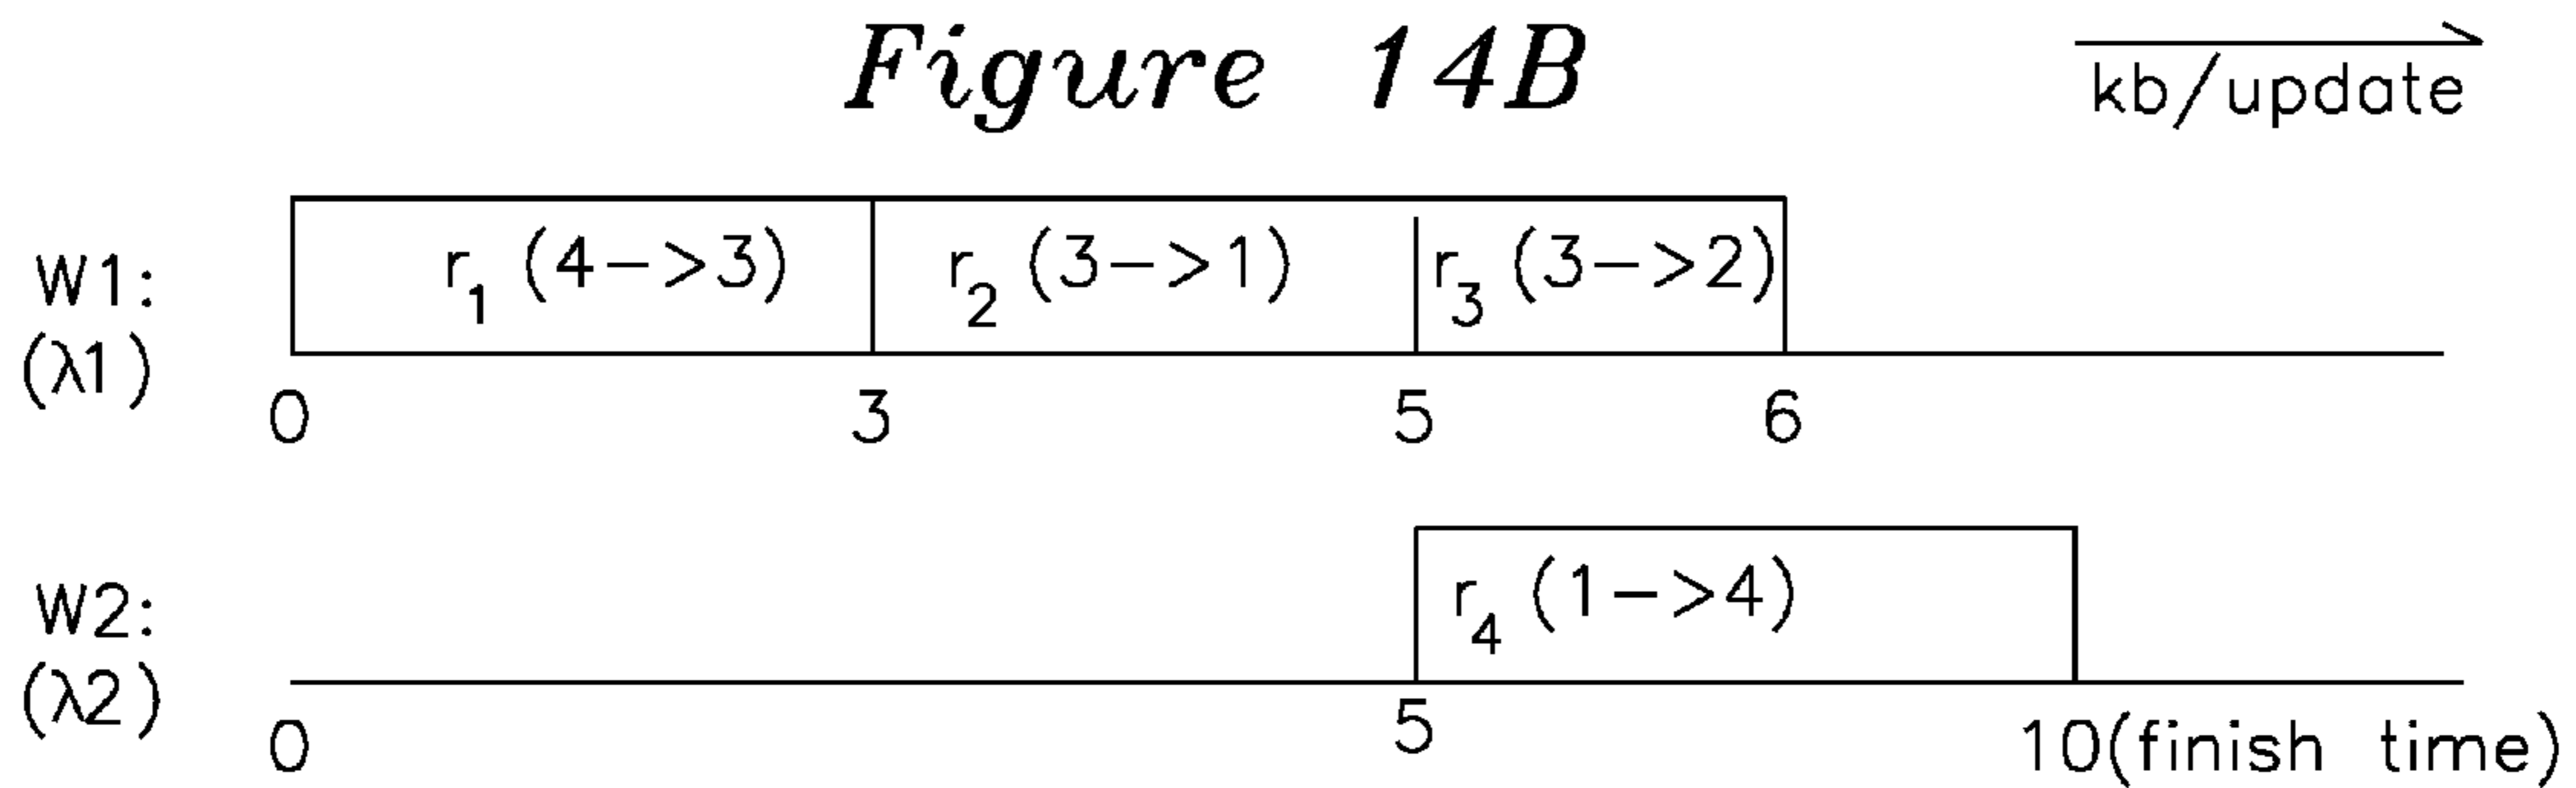 Figure 14B
kb/update
W1:
(λ1)
r1 (4->3)
r2 (3->1)
r3 (3->2)
0
3
5
6
W2:
(λ2)
r4 (1->4)
0
5
10(finish time)